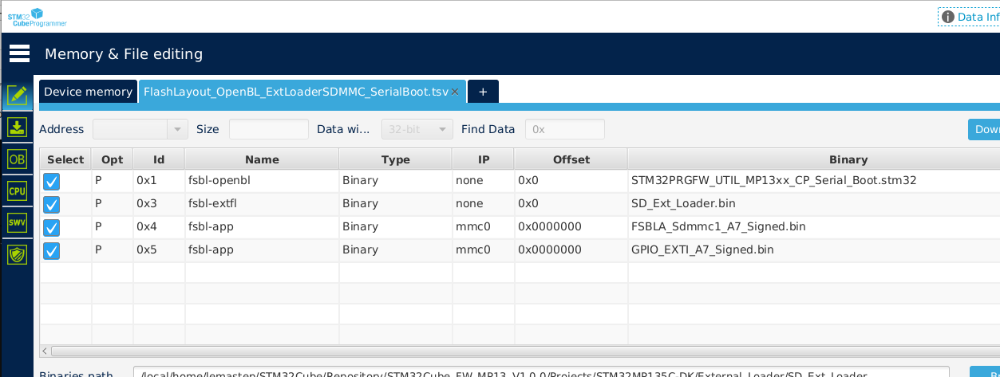 STM32
CubeProgrammer
Data Inf
Memory & File editing
Device memory FlashLayout_OpenBL_ExtLoaderSDMMC_SerialBoot.tsv × +
Address Size Data wi... 32-bit Find Data 0x Down
Select Opt Id Name Type IP Offset Binary
P 0x1 fsbl-openbl Binary none 0x0 STM32PRGFW_UTIL_MP13xx_CP_Serial_Boot.stm32
P 0x3 fsbl-extfl Binary none 0x0 SD_Ext_Loader.bin
P 0x4 fsbl-app Binary mmc0 0x0000000 FSBLA_Sdmmc1_A7_Signed.bin
P 0x5 fsbl-app Binary mmc0 0x0000000 GPIO_EXTI_A7_Signed.bin
OB
CPU
SWV
Binaries path /local/home/lemasten/STM32Cube/Repository/STM32Cube_FW_MP13_V1.0.0/Projects/STM32MP135C-DK/External_Loader/SD_Ext_Loader